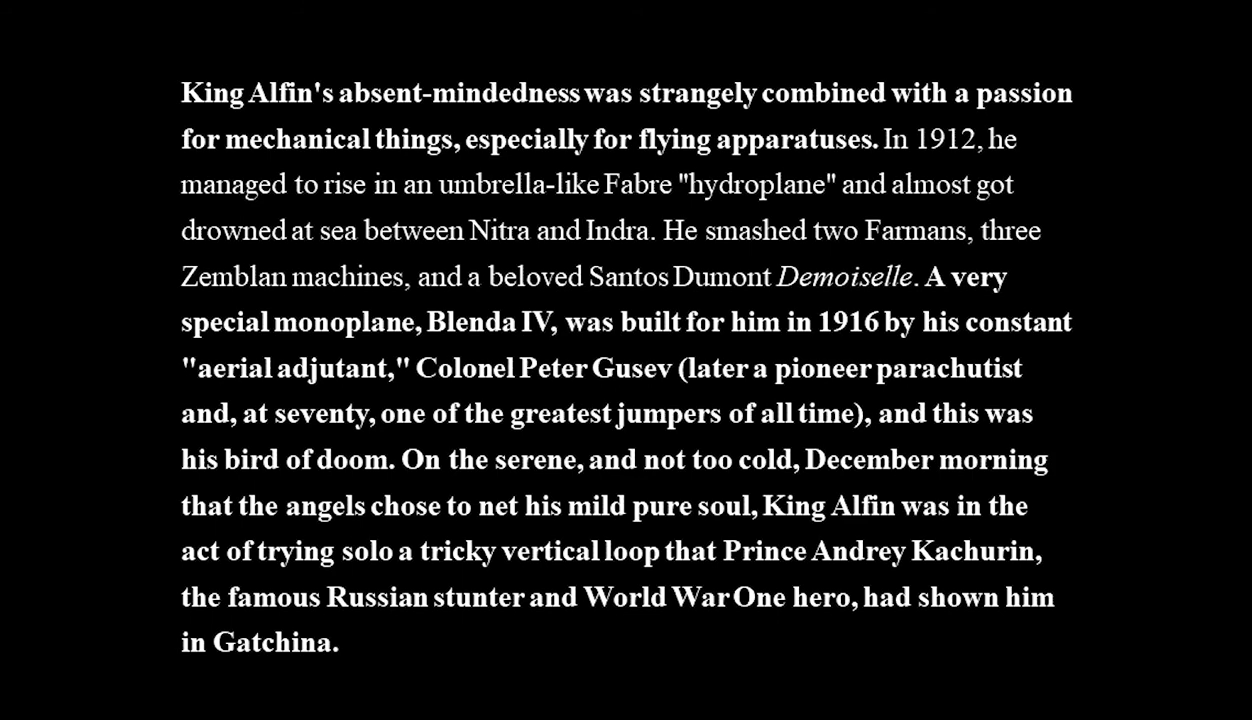 King Alfin's absent-mindedness was strangely combined with a passion
for mechanical things, especially for flying apparatuses. In 1912, he
managed to rise in an umbrella-like Fabre "hydroplane" and almost got
drowned at sea between Nitra and Indra. He smashed two Farmans, three
Zemblan machines, and a beloved Santos Dumont Demoiselle. A very
special monoplane, Blenda IV, was built for him in 1916 by his constant
"aerial adjutant," Colonel Peter Gusev (later a pioneer parachutist
and, at seventy, one of the greatest jumpers of all time), and this was
his bird of doom. On the serene, and not too cold, December morning
that the angels chose to net his mild pure soul, King Alfin was in the
act of trying solo a tricky vertical loop that Prince Andrey Kachurin,
the famous Russian stunter and World War One hero, had shown him
in Gatchina.